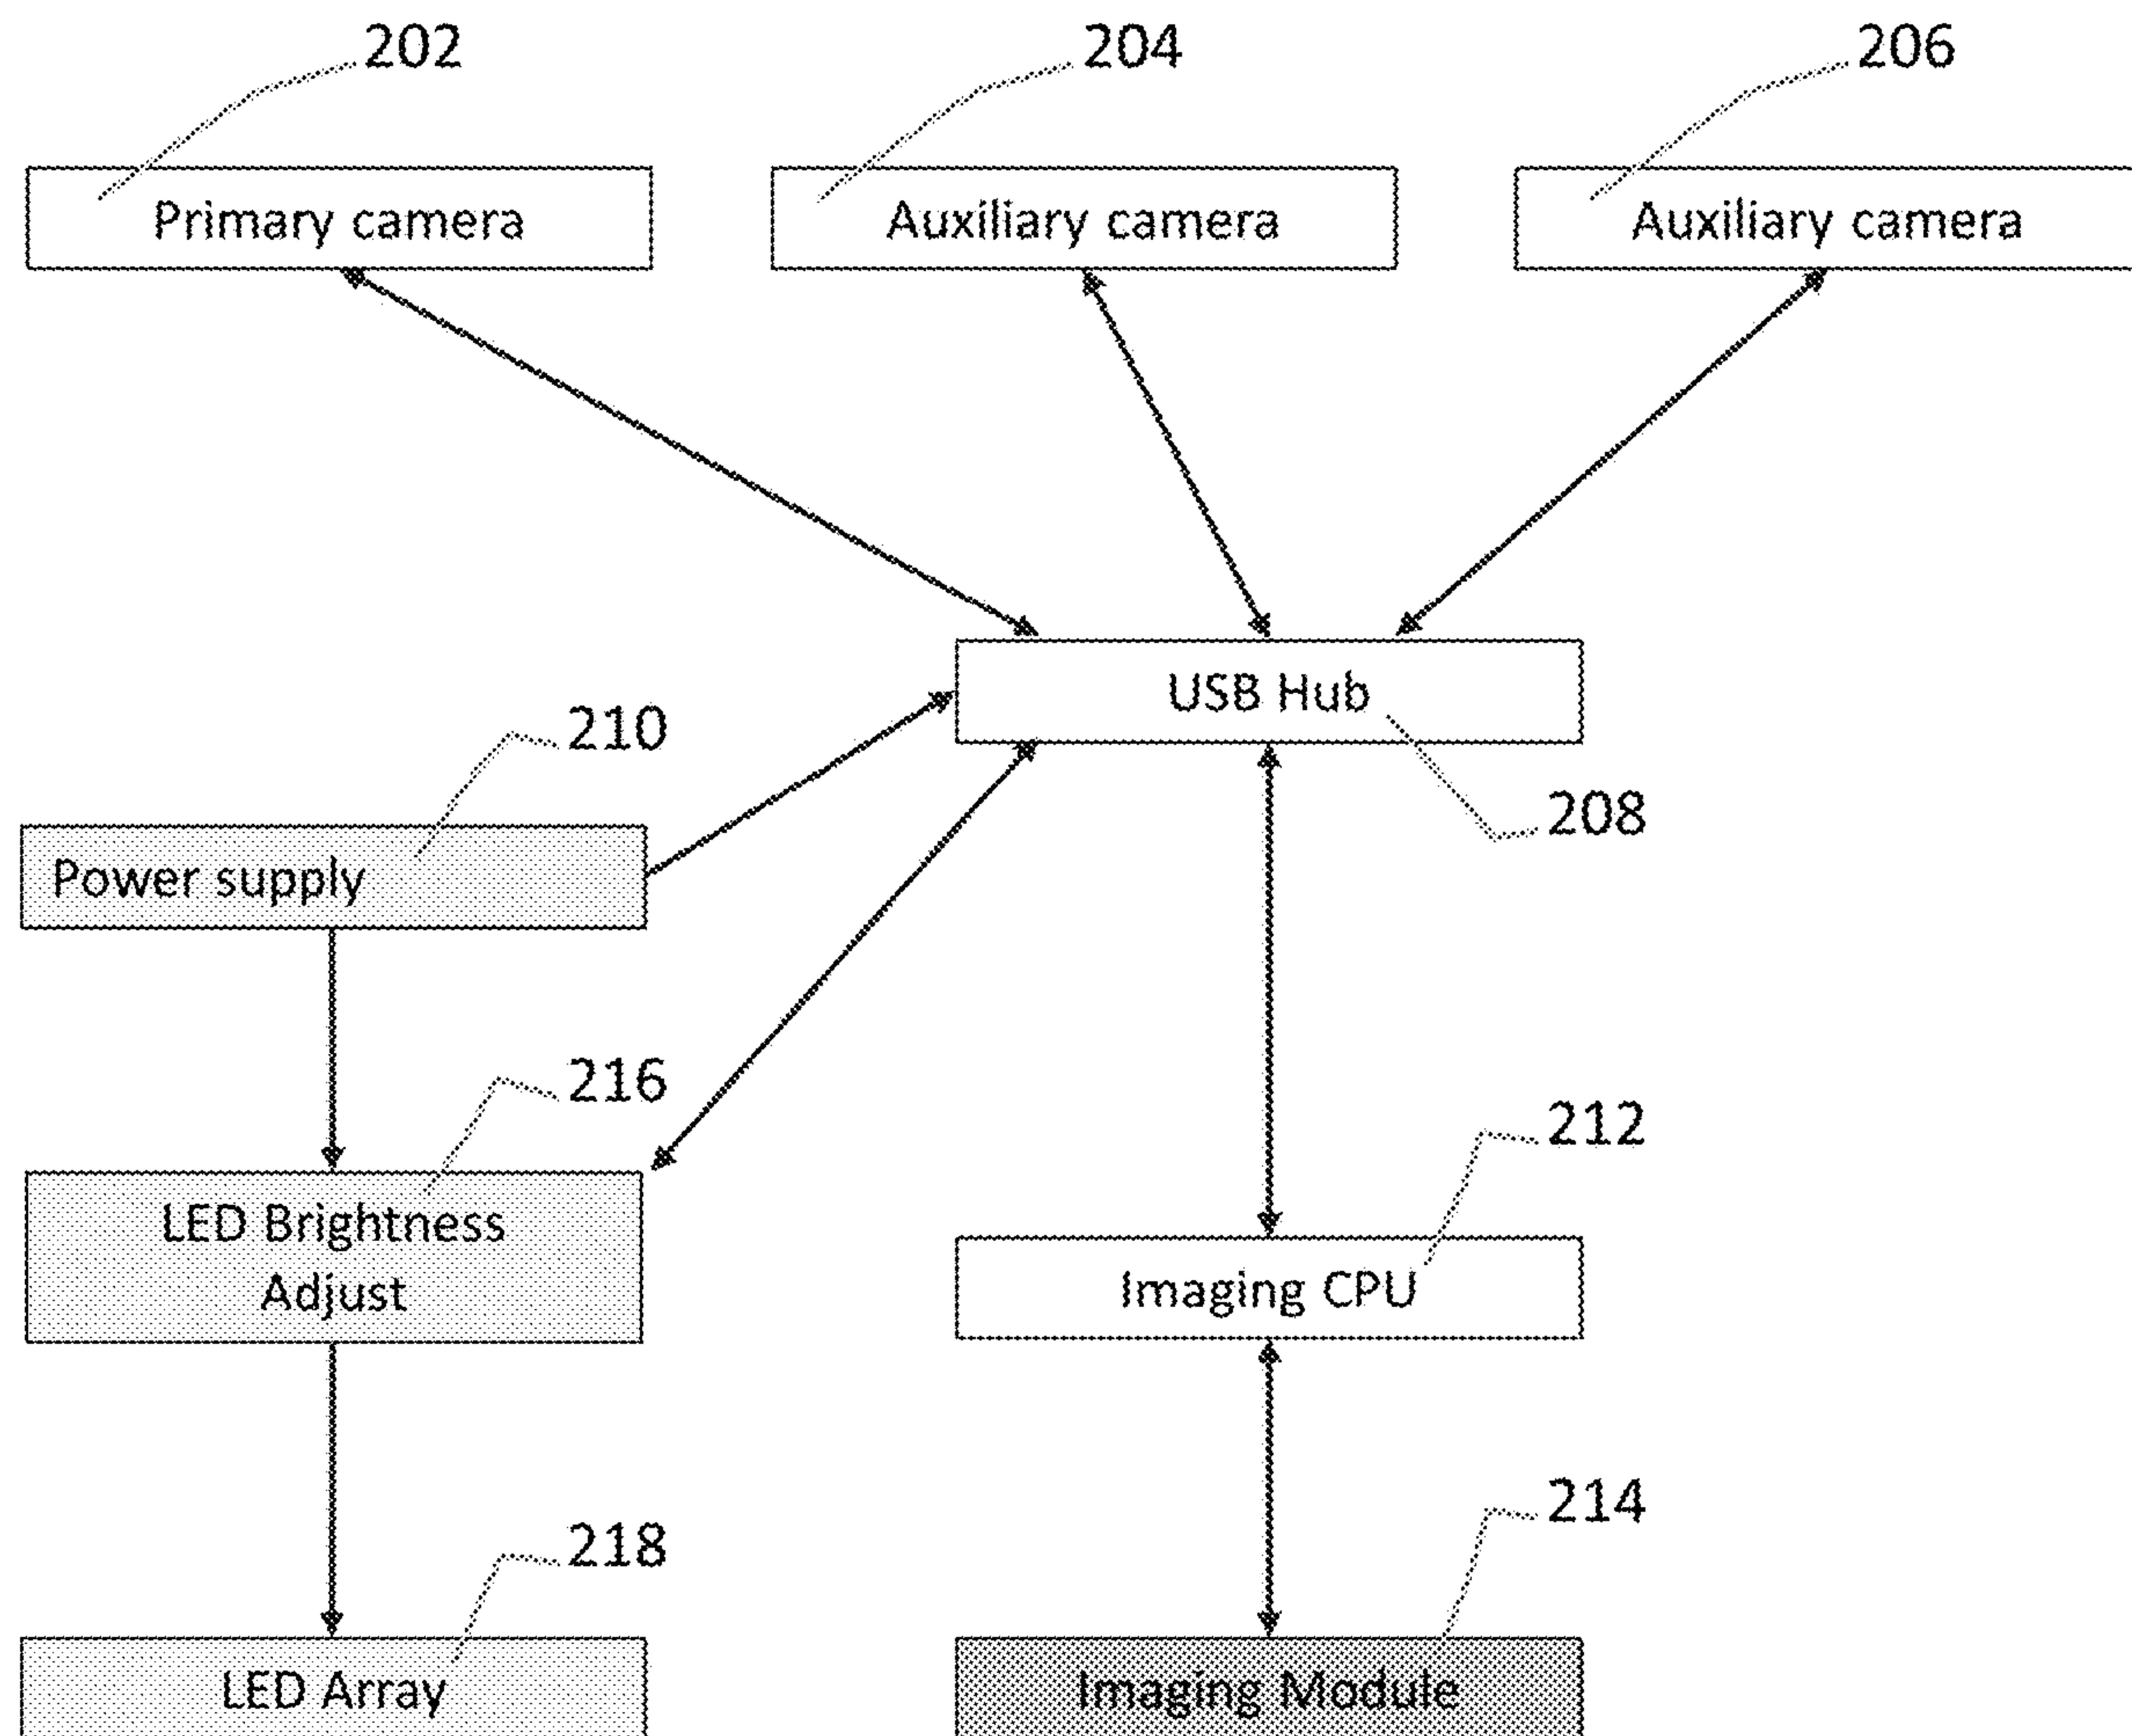 202
204
206
Primary camera
Auxiliary camera
Auxiliary camera
USB Hub
210
208
Power supply
216
212
LED Brightness
Adjust
Imaging CPU
214
218
LED Array
Imaging Module